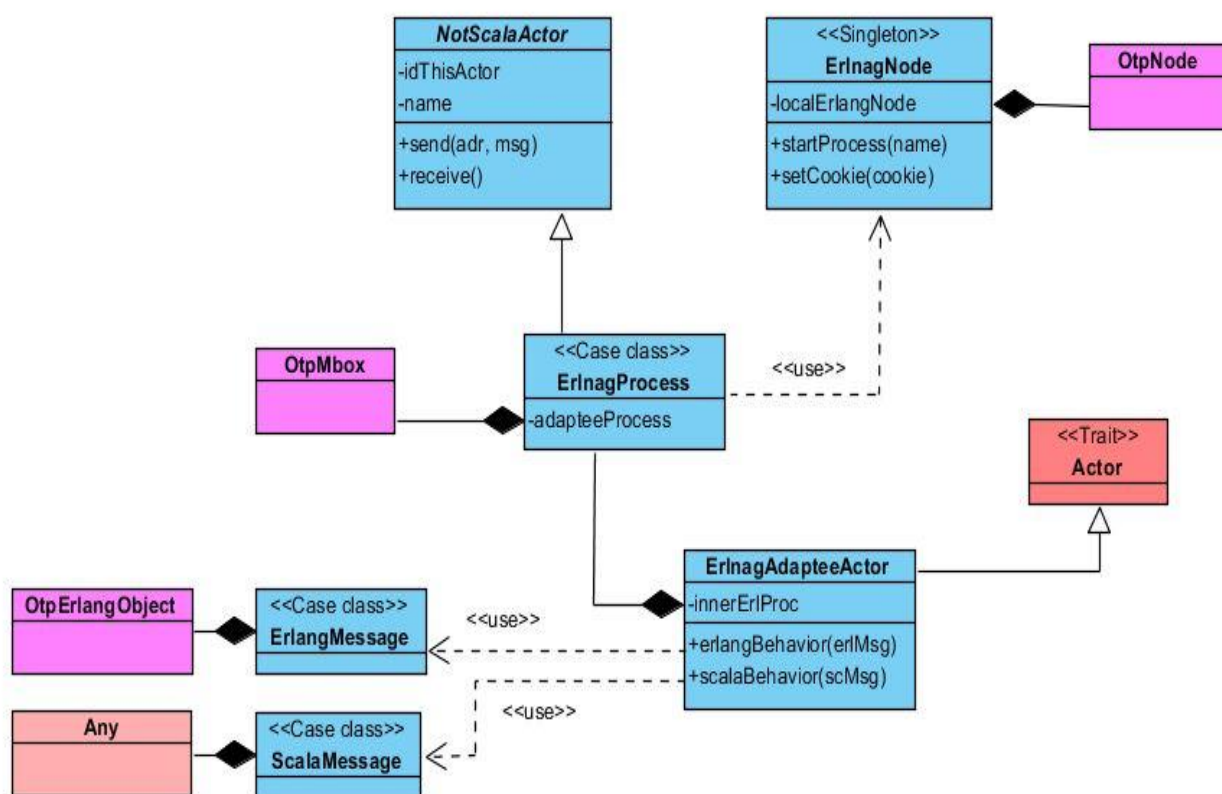 NotScalaActor
-idThisActor
-name
+send(adr, msg)
+receive()
<<Singleton>>
ErlnagNode
-localErlangNode
+startProcess(name)
+setCookie(cookie)
OtpNode
OtpMbox
<<Case class>>
ErlnagProcess
-adapteeProcess
<<use>>
<<Trait>>
Actor
ErlnagAdapteeActor
-innerErlProc
+erlangBehavior(erlMsg)
+scalaBehavior(scMsg)
OtpErlangObject
<<Case class>>
ErlangMessage
<<use>>
Any
<<Case class>>
ScalaMessage
<<use>>